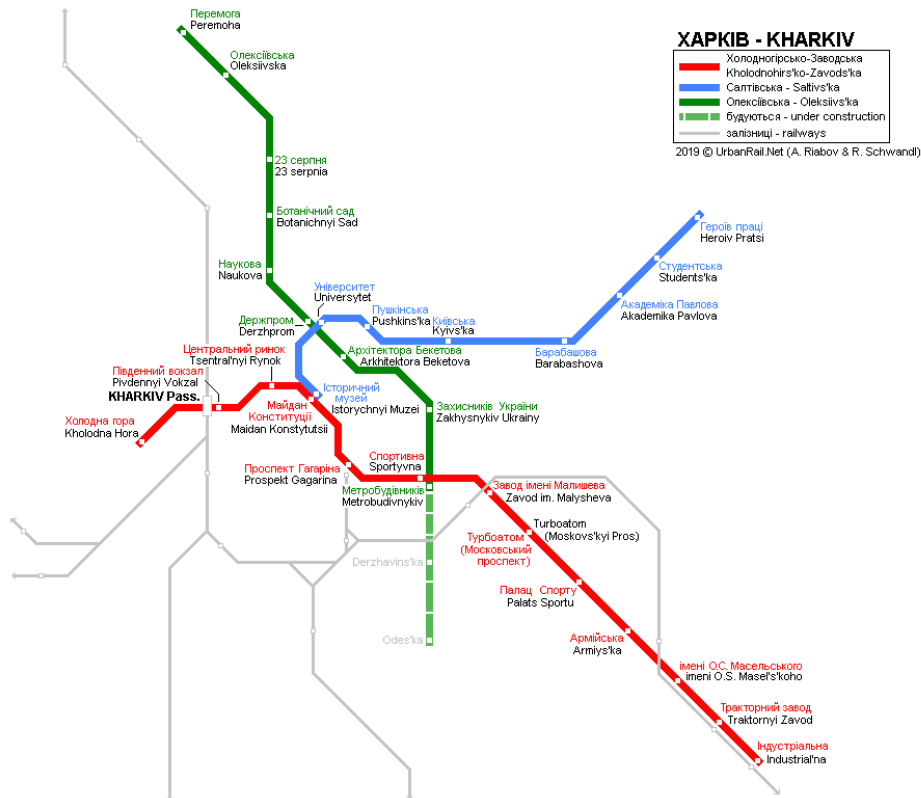 ХАРКІВ - KHARKIV
Холодногірсько-Заводська
Kholodnohirs'ko-Zavods'ka
Салтівська - Saltivs'ka
Олексіївська - Oleksiivs'ka
будуються - under construction
залізниці - railways
2019 © UrbanRail.Net (A. Riabov & R. Schwandl)
Перемога
Peremoha
Олексіївська
Oleksiivska
23 серпня
23 serpnia
Ботанічний сад
Botanichnyi Sad
Наукова
Naukova
Держпром
Derzhprom
Архітектора Бекетова
Arkhitektora Beketova
Захисників України
Zakhysnykiv Ukrainy
Метробудівників
Metrobudivnykiv
Derzhavins'ka
Odes'ka
Героїв праці
Heroiv Pratsi
Студентська
Students'ka
Академіка Павлова
Akademika Pavlova
Барабашова
Barabashova
Київська
Kyivs'ka
Пушкінська
Pushkins'ka
Університет
Universytet
Історичний
музей
Istorychnyi Muzei
Холодна гора
Kholodna Hora
Південний вокзал
Pivdennyi Vokzal
KHARKIV Pass.
Центральний ринок
Tsentral'nyi Rynok
Майдан
Конституції
Maidan Konstytutsii
Проспект Гагаріна
Prospekt Gagarina
Спортивна
Sportyvna
Завод імені Малишева
Zavod im. Malysheva
Turboatom
(Moskovs'kyi Pros.)
Турбоатом
(Московський
проспект)
Палац Спорту
Palats Sportu
Армійська
Armiys'ka
імені О.С. Масельського
imeni O.S. Masel's'koho
Тракторний завод
Traktornyi Zavod
Індустріальна
Industrial'na